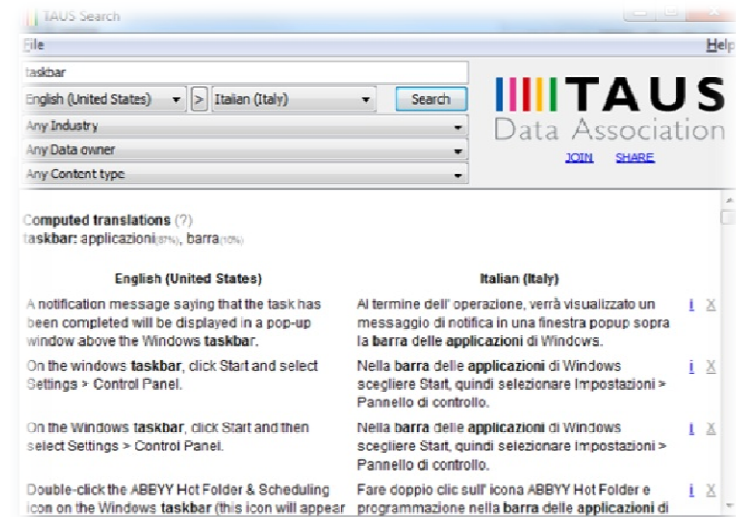 TAUS Search
File Help
taskbar
English (United States) > Italian (Italy) Search
Any Industry
Any Data owner
Any Content type
TAUS
Data Association
JOIN SHARE
Computed translations (?)
taskbar: applicazioni(87%), barra(10%)
English (United States) Italian (Italy)
A notification message saying that the task has Al termine dell' operazione, verrà visualizzato un i X
been completed will be displayed in a pop-up messaggio di notifica in una finestra popup sopra
window above the Windows taskbar. la barra delle applicazioni di Windows.
On the windows taskbar, click Start and select Nella barra delle applicazioni di Windows i X
Settings > Control Panel. scegliere Start, quindi selezionare Impostazioni >
Pannello di controllo.
On the Windows taskbar, click Start and then Nella barra delle applicazioni di Windows i X
select Settings > Control Panel. scegliere Start, quindi selezionare Impostazioni >
Pannello di controllo.
Double-click the ABBYY Hot Folder & Scheduling Fare doppio clic sull' icona ABBYY Hot Folder e i X
icon on the Windows taskbar (this icon will appear programmazione nella barra delle applicazioni di